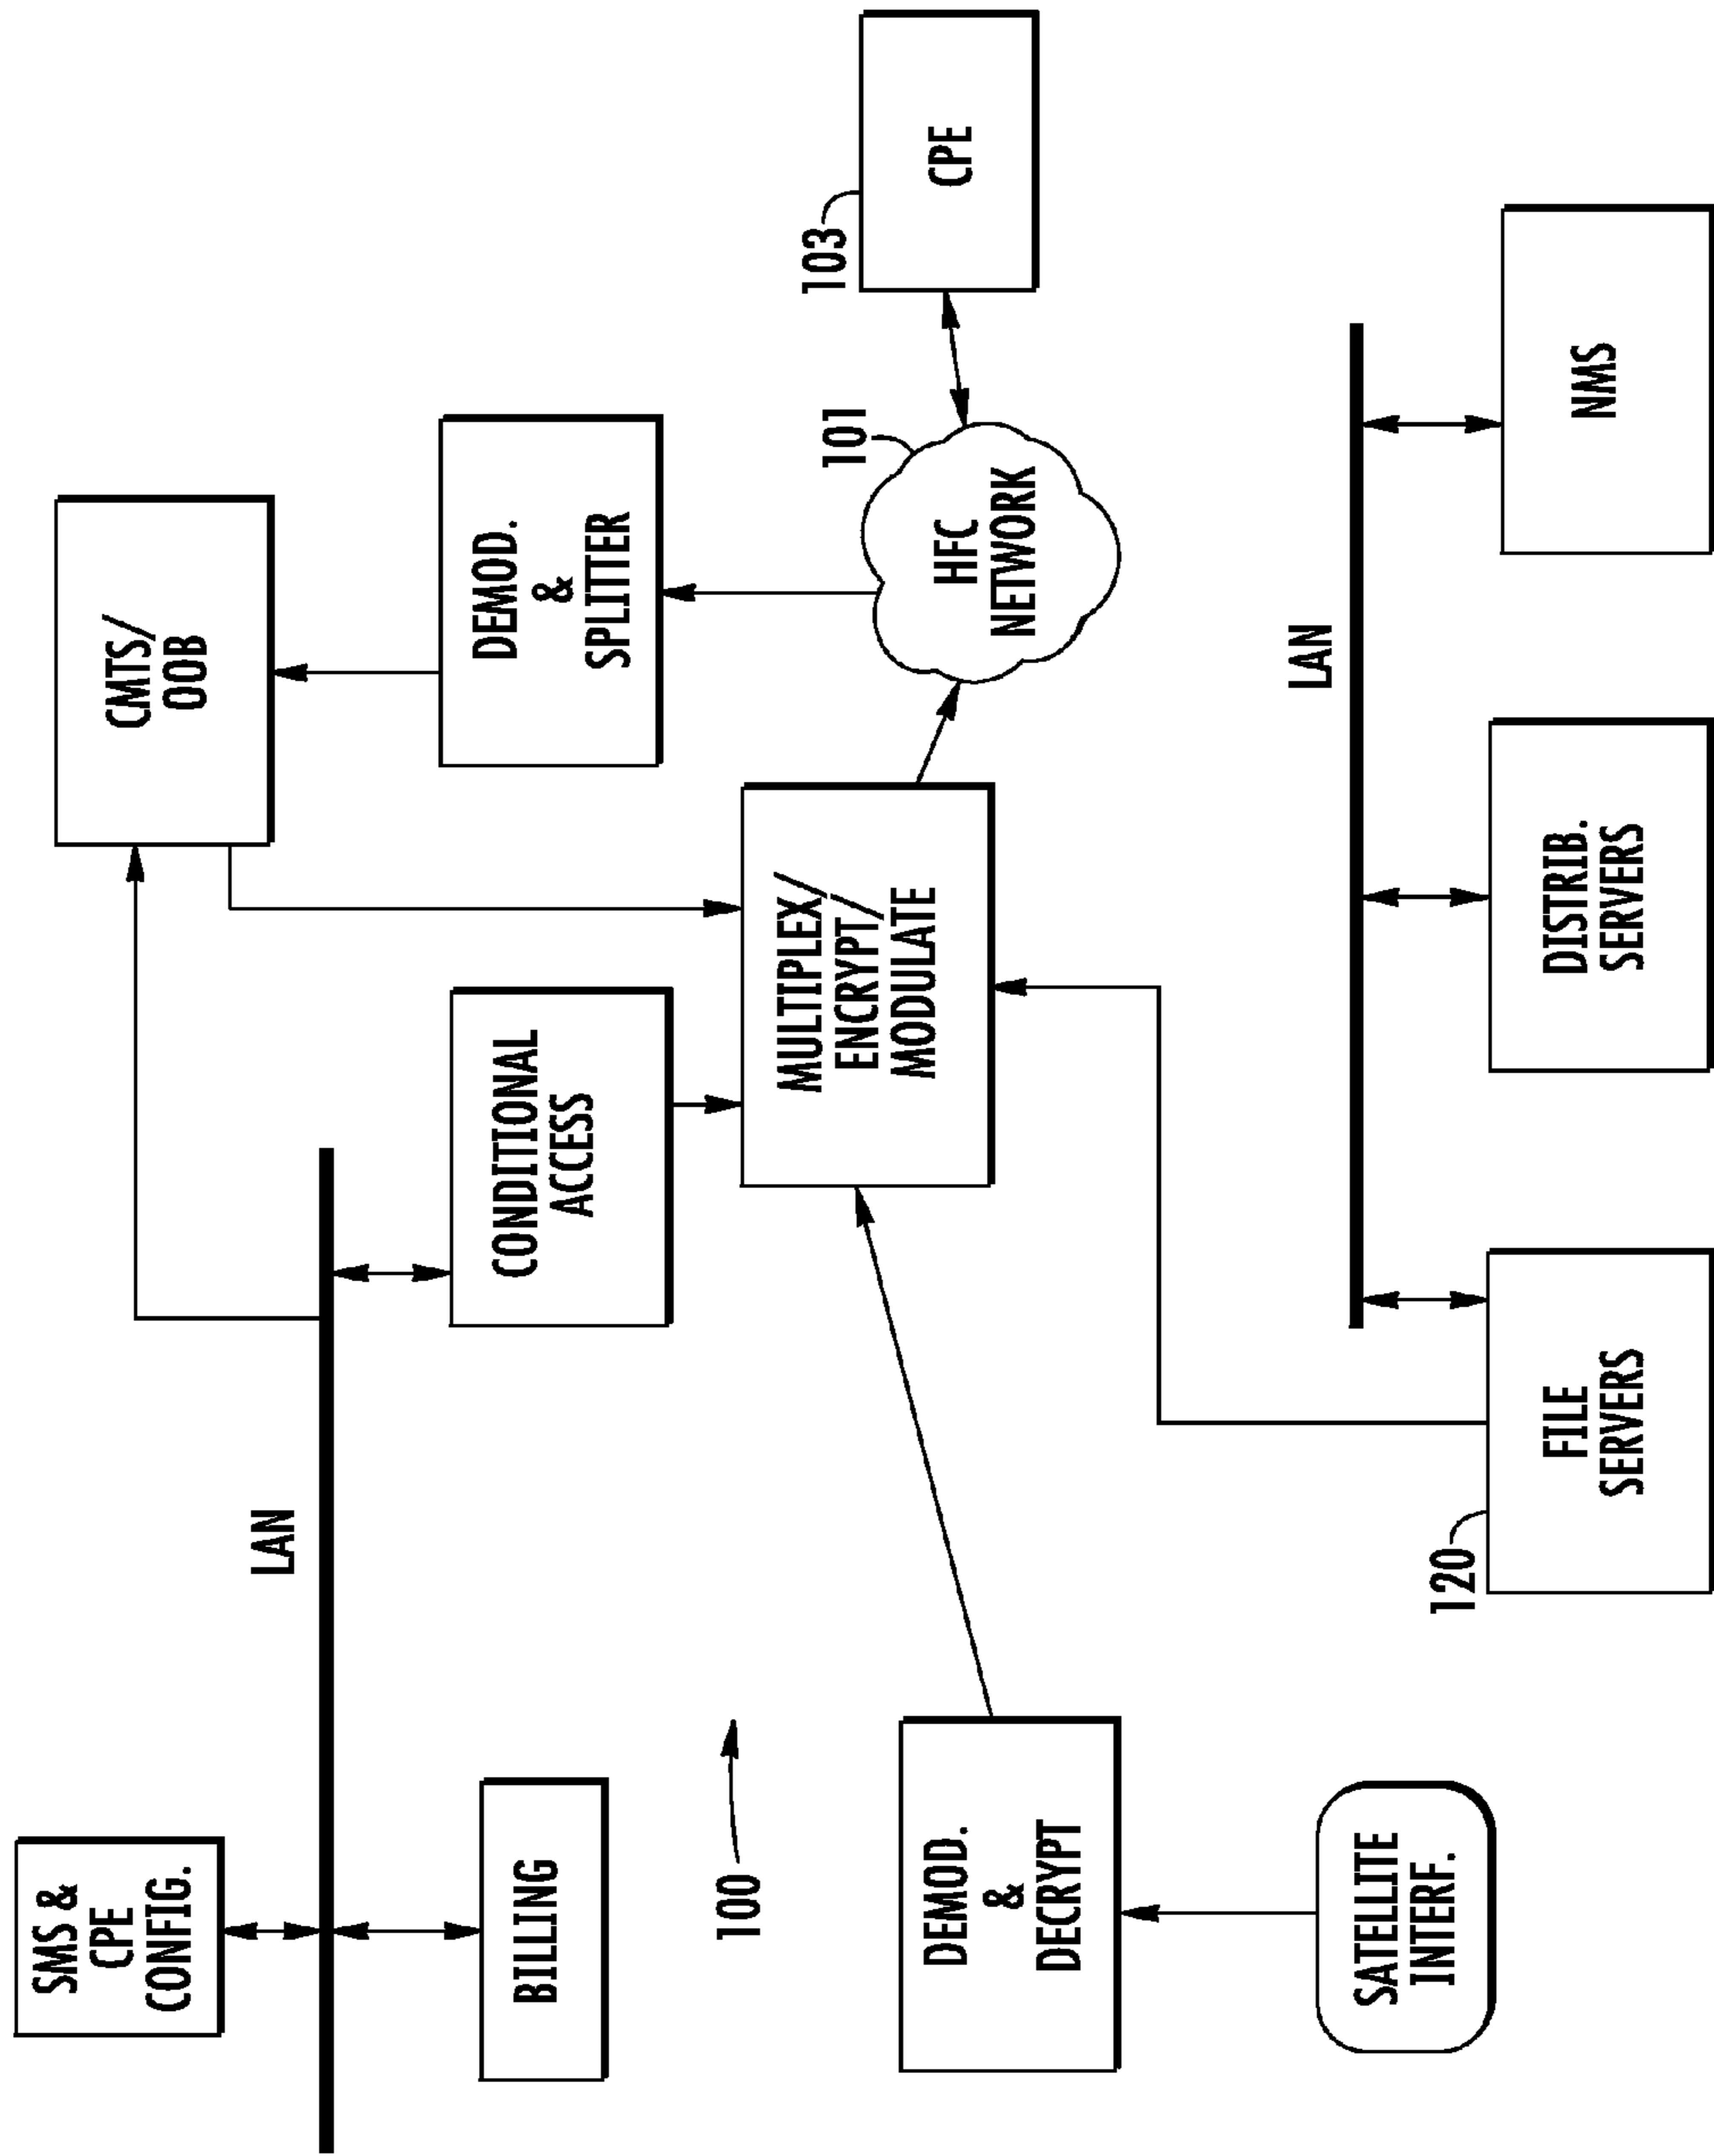 SMS &
CPE
CONFIG.
LAN
CMTS/
OOB
BILLING
CONDITIONAL
ACCESS
DEMOD.
&
SPLITTER
100
MULTIPLEX/
ENCRYPT/
MODULATE
101
HFC
NETWORK
103
CPE
DEMOD.
&
DECRYPT
SATELLITE
INTERF.
LAN
120
FILE
SERVERS
DISTRIB.
SERVERS
NMS